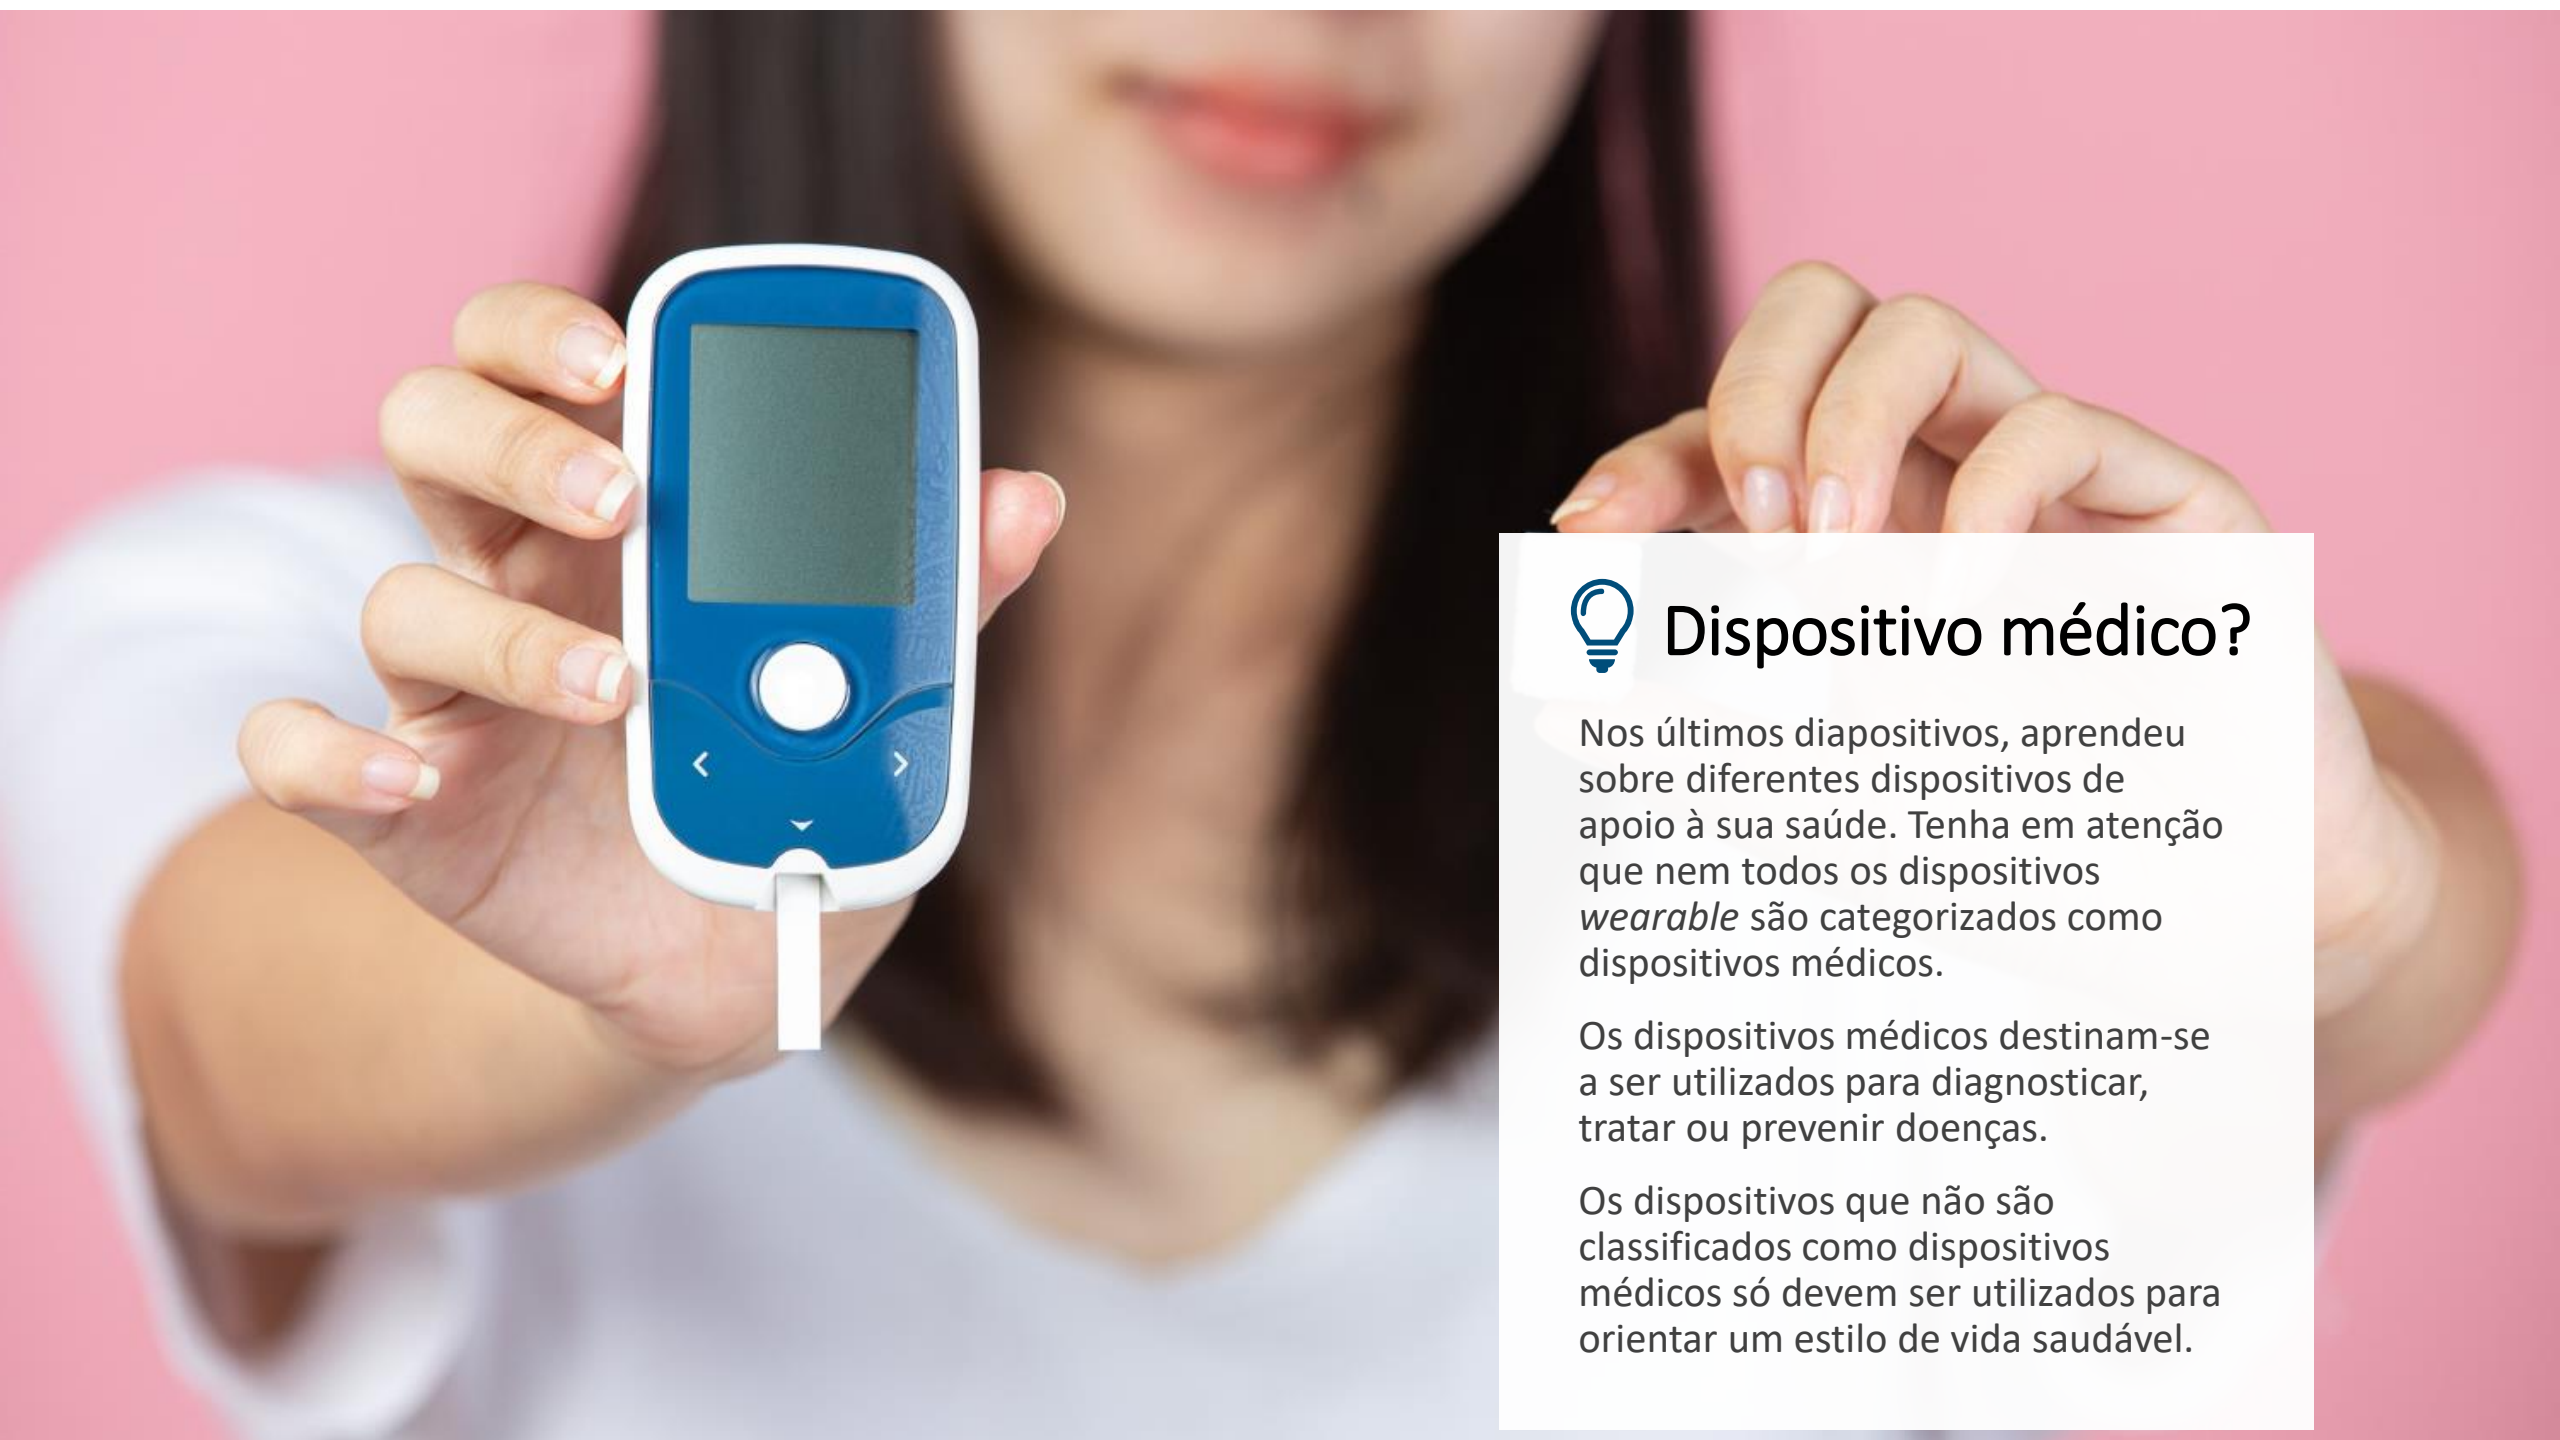 Dispositivo médico?
Nos últimos diapositivos, aprendeu
sobre diferentes dispositivos de
apoio à sua saúde. Tenha em atenção
que nem todos os dispositivos
wearable são categorizados como
dispositivos médicos.
Os dispositivos médicos destinam-se
a ser utilizados para diagnosticar,
tratar ou prevenir doenças.
Os dispositivos que não são
classificados como dispositivos
médicos só devem ser utilizados para
orientar um estilo de vida saudável.